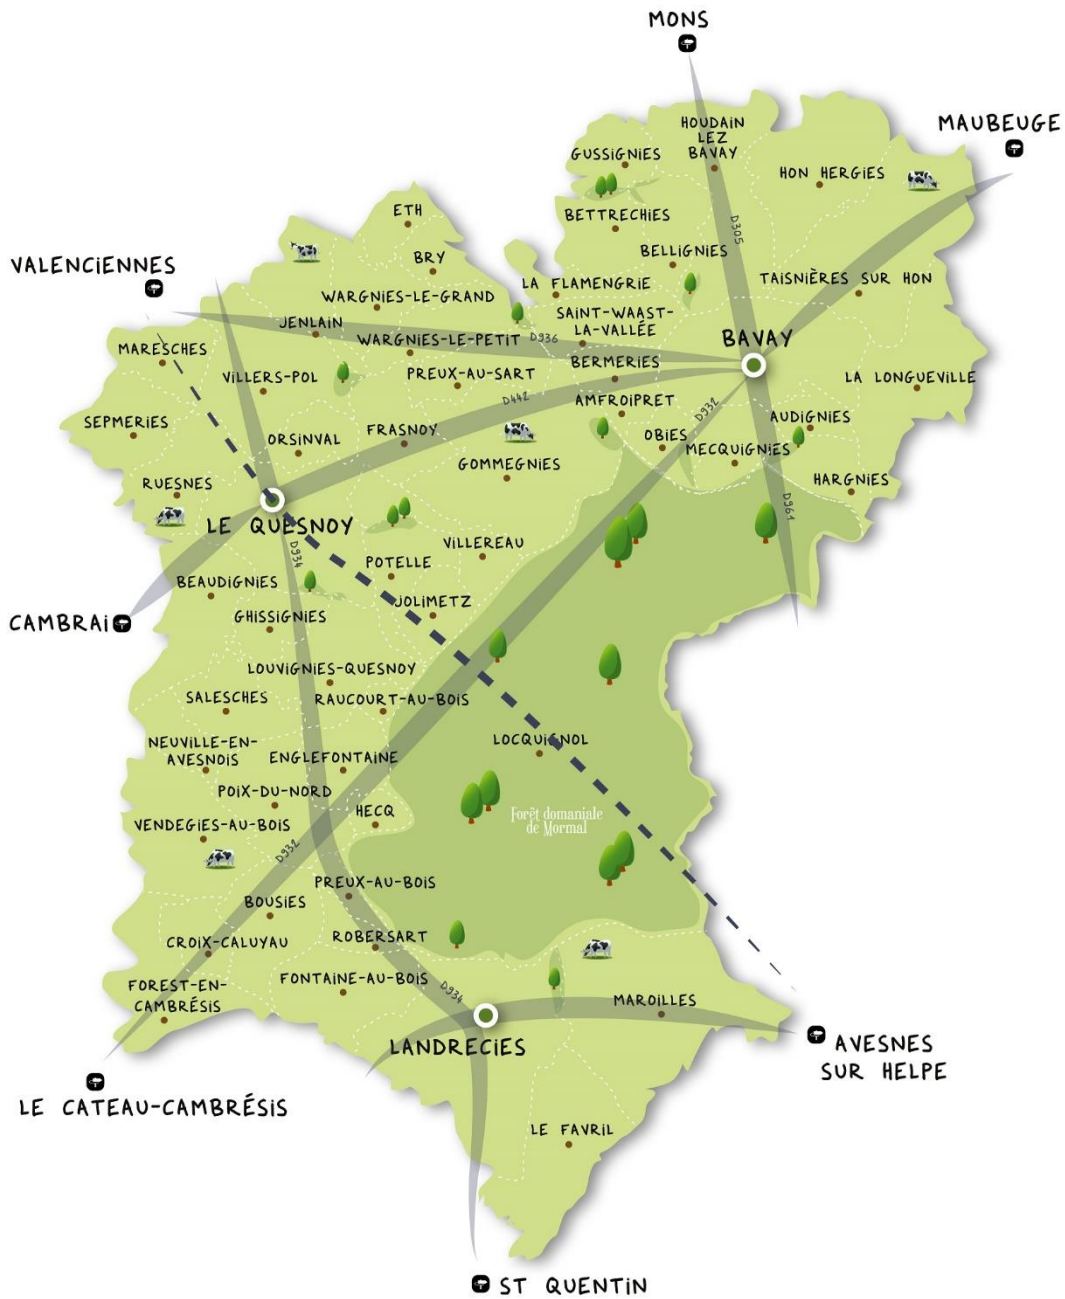 MONS
MAUBEUGE
HOUDAIN
LEZ
BAVAY
GUSSIGNIES
HON HERGIES
ETH
BETTRECHIES
D305
BRY
BELLIGNIES
VALENCIENNES
LA FLAMENGRIE
TAISNIÈRES SUR HON
WARGNIES-LE-GRAND
SAINT-WAAST-
LA-VALLÉE
JENLAIN
WARGNIES-LE-PETIT
D936
BAVAY
MARESCHES
BERMERIES
VILLERS-POL
PREUX-AU-SART
LA LONGUEVILLE
D442
AMFROIPRET
D932
SEPMERIES
AUDIGNIES
ORSINVAL
FRASNOY
OBIES
MECQUIGNIES
GOMMEGNIES
RUESNES
HARGNIES
D961
LE QUESNOY
D934
VILLEREAU
POTELLE
BEAUDIGNIES
JOLIMETZ
GHISSIGNIES
CAMBRAI
LOUVIGNIES-QUESNOY
SALESCHES
RAUCOURT-AU-BOIS
NEUVILLE-EN-
AVESNOIS
ENGLEFONTAINE
LOCQUIGNOL
POIX-DU-NORD
HECQ
Forêt domaniale
de Mormal
VENDEGIES-AU-BOIS
D932
PREUX-AU-BOIS
BOUSIES
CROIX-CALUYAU
ROBERSART
FONTAINE-AU-BOIS
D934
FOREST-EN-
CAMBRÉSIS
MAROILLES
LANDRECIES
AVESNES
SUR HELPE
LE CATEAU-CAMBRÉSIS
LE FAVRIL
ST QUENTIN